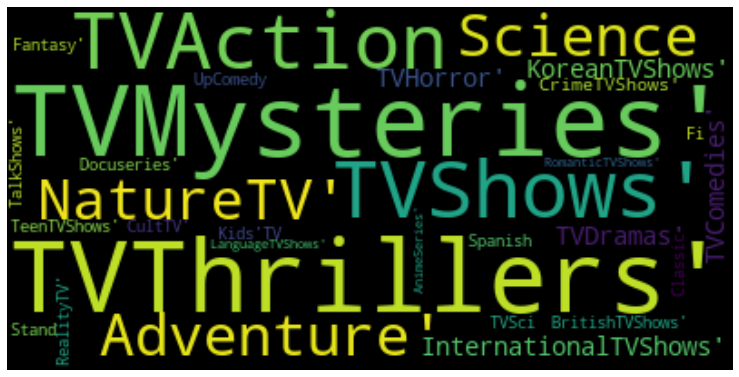 TVAction
Science
Fantasy'
UpComedy
TVHorror'
KoreanTVShows'
CrimeTVShows'
TVMysteries'
Fi
TalkShows'
Docuseries'
RomanticTVShows'
TVComedies'
NatureTV'
TVShows'
TeenTVShows'
CultTV'
Kids'TV
LanguageTVShows'
AnimeSeries'
Spanish
TVDramas'
Classic
TVThrillers'
Stand
RealityTV'
Adventure'
TVSci
BritishTVShows'
InternationalTVShows'